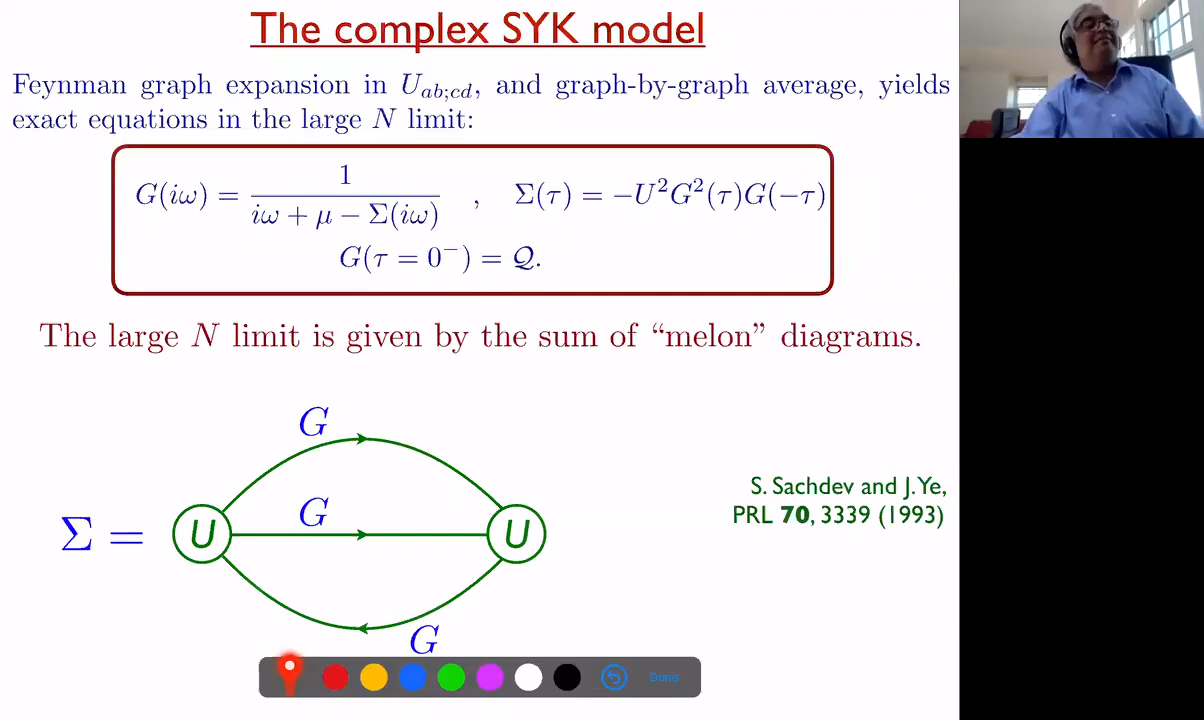 The complex SYK model
Feynman graph expansion in U_{ab;cd}, and graph-by-graph average, yields
exact equations in the large N limit:
G(iω) = 1 / (iω + μ − Σ(iω)) , Σ(τ) = −U²G²(τ)G(−τ)
G(τ = 0⁻) = 𝒬.
The large N limit is given by the sum of “melon” diagrams.
G
S. Sachdev and J. Ye,
PRL 70, 3339 (1993)
G
Σ = U U
G
Done